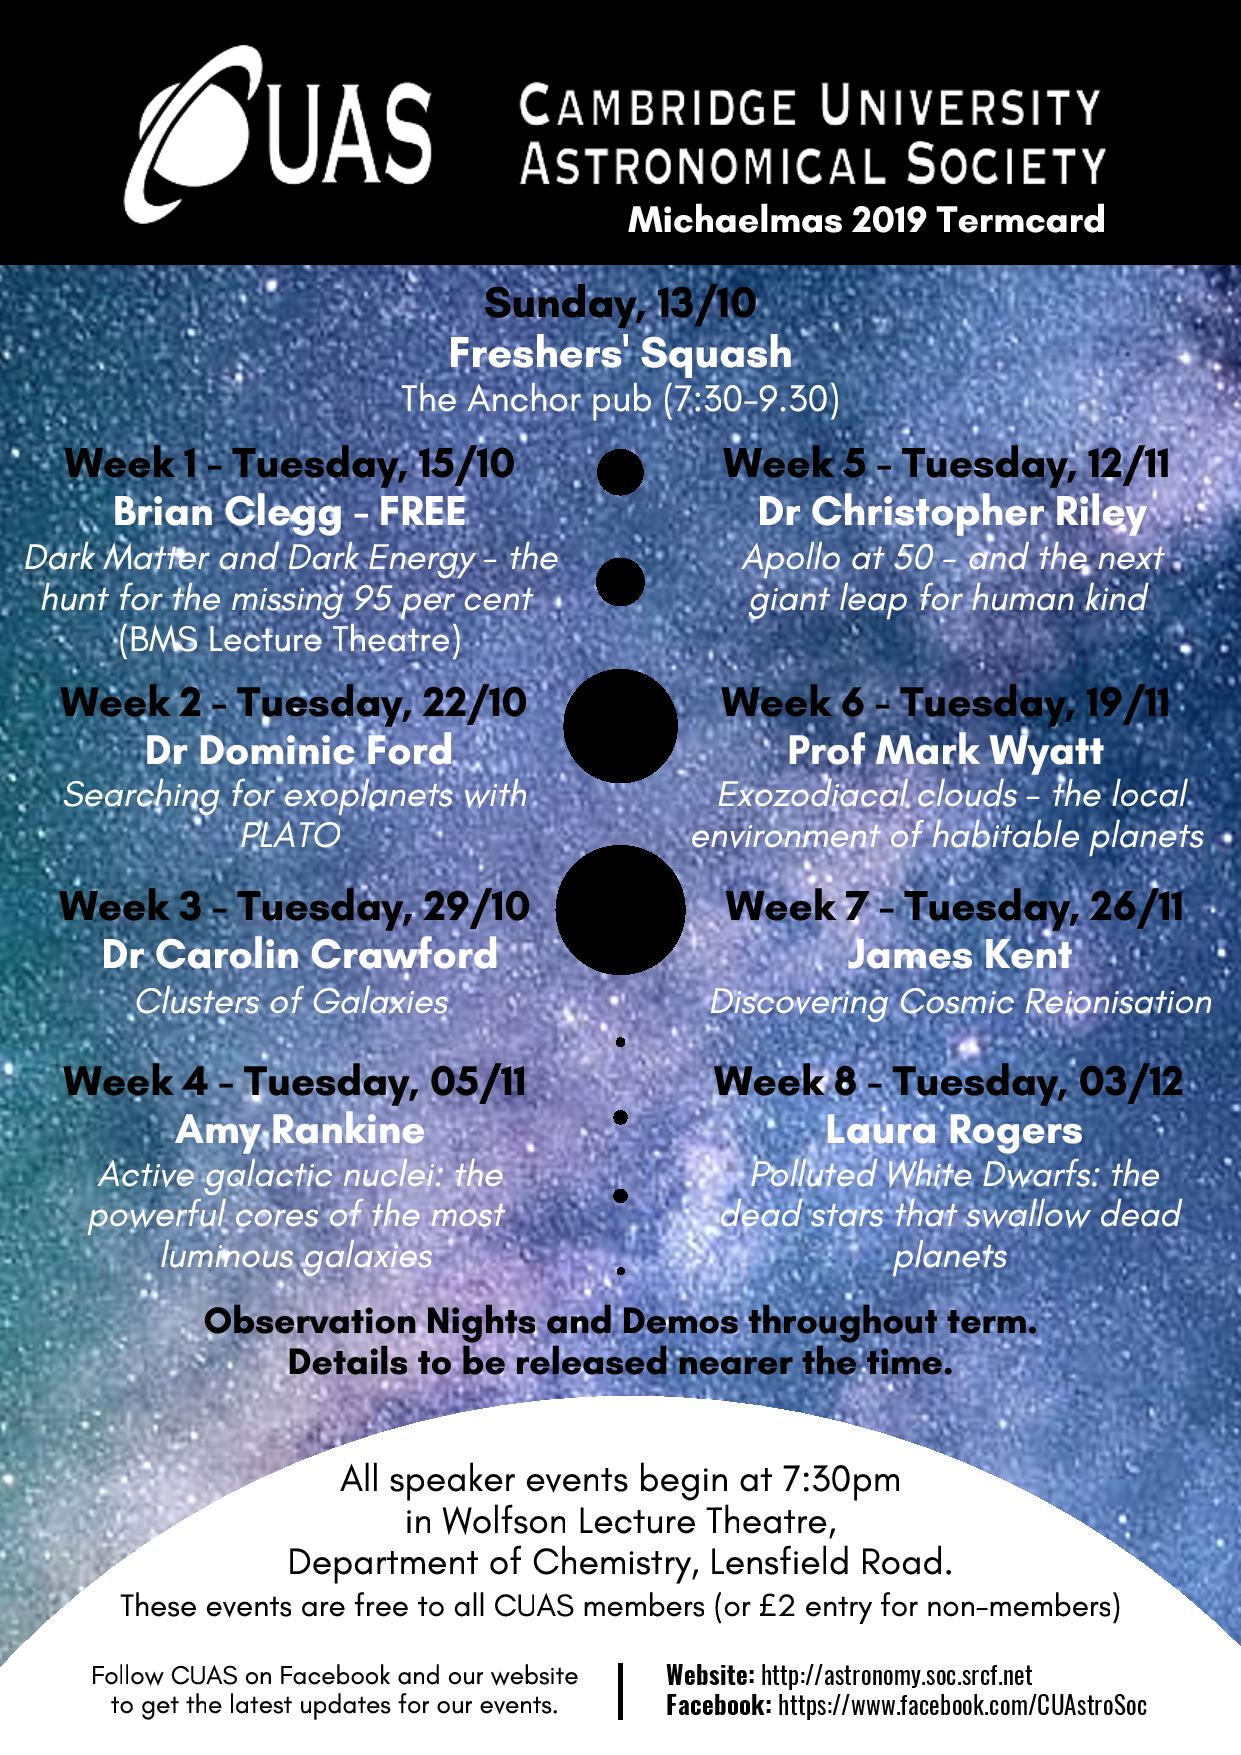 CUAS
CAMBRIDGE UNIVERSITY
ASTRONOMICAL SOCIETY
Michaelmas 2019 Termcard
Sunday, 13/10
Freshers' Squash
The Anchor pub (7:30-9.30)
Week 1 - Tuesday, 15/10
Brian Clegg - FREE
Dark Matter and Dark Energy - the
hunt for the missing 95 per cent
(BMS Lecture Theatre)
Week 2 - Tuesday, 22/10
Dr Dominic Ford
Searching for exoplanets with
PLATO
Week 3 - Tuesday, 29/10
Dr Carolin Crawford
Clusters of Galaxies
Week 4 - Tuesday, 05/11
Amy Rankine
Active galactic nuclei: the
powerful cores of the most
luminous galaxies
Week 5 - Tuesday, 12/11
Dr Christopher Riley
Apollo at 50 - and the next
giant leap for human kind
Week 6 - Tuesday, 19/11
Prof Mark Wyatt
Exozodiacal clouds - the local
environment of habitable planets
Week 7 - Tuesday, 26/11
James Kent
Discovering Cosmic Reionisation
Week 8 - Tuesday, 03/12
Laura Rogers
Polluted White Dwarfs: the
dead stars that swallow dead
planets
Observation Nights and Demos throughout term.
Details to be released nearer the time.
All speaker events begin at 7:30pm
in Wolfson Lecture Theatre,
Department of Chemistry, Lensfield Road.
These events are free to all CUAS members (or £2 entry for non-members)
Follow CUAS on Facebook and our website
to get the latest updates for our events.
Website: http://astronomy.soc.srcf.net
Facebook: https://www.facebook.com/CUAstroSoc